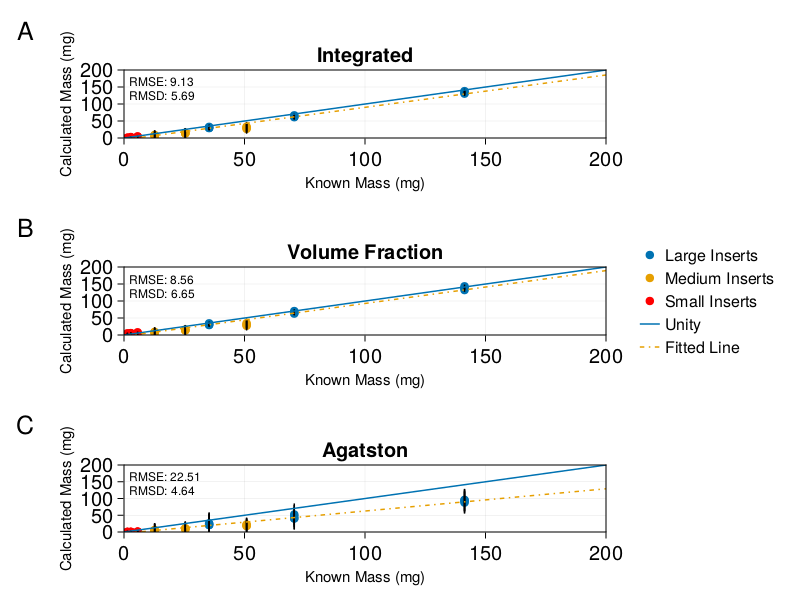 A
Integrated
Calculated Mass (mg)
200
150
100
50
0
RMSE: 9.13
RMSD: 5.69
0 50 100 150 200
Known Mass (mg)
B
Volume Fraction
Calculated Mass (mg)
200
150
100
50
0
RMSE: 8.56
RMSD: 6.65
0 50 100 150 200
Known Mass (mg)
Large Inserts
Medium Inserts
Small Inserts
Unity
Fitted Line
C
Agatston
Calculated Mass (mg)
200
150
100
50
0
RMSE: 22.51
RMSD: 4.64
0 50 100 150 200
Known Mass (mg)